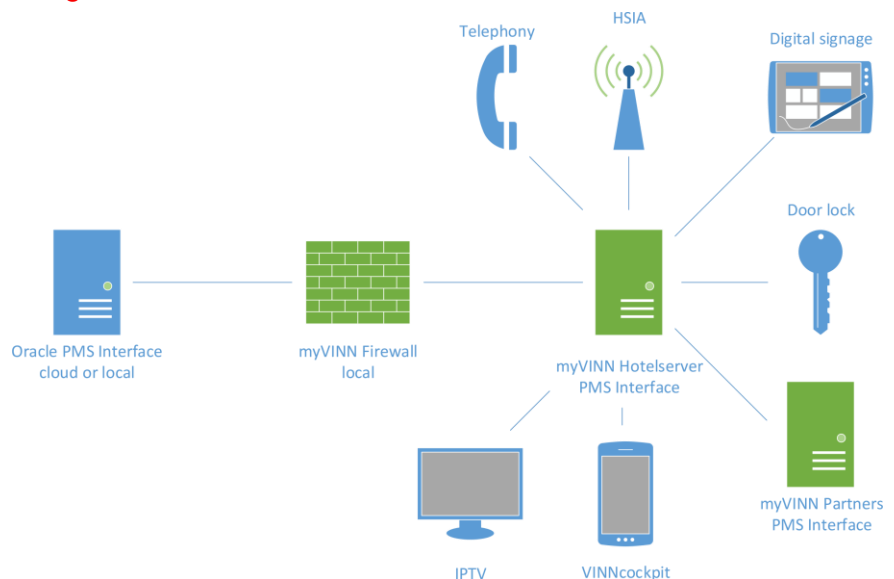 HSIA
Telephony
Digital signage
Door lock
Oracle PMS Interface
cloud or local
myVINN Firewall
local
myVINN Hotelserver
PMS Interface
myVINN Partners
PMS Interface
IPTV
VINNcockpit